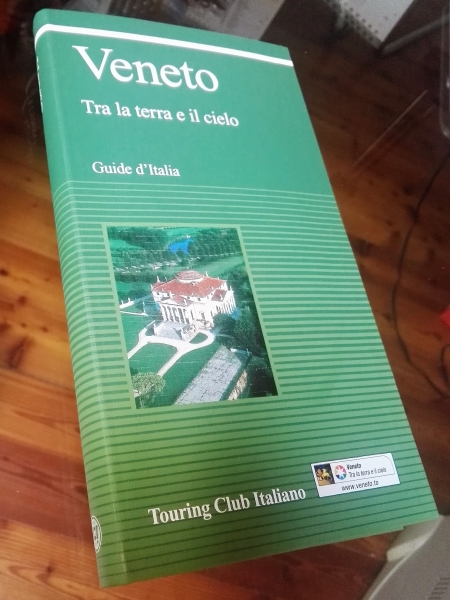 Veneto
Tra la terra e il cielo
Guide d'Italia
Touring Club Italiano
Veneto
Tra la terra e il cielo
www.veneto.to